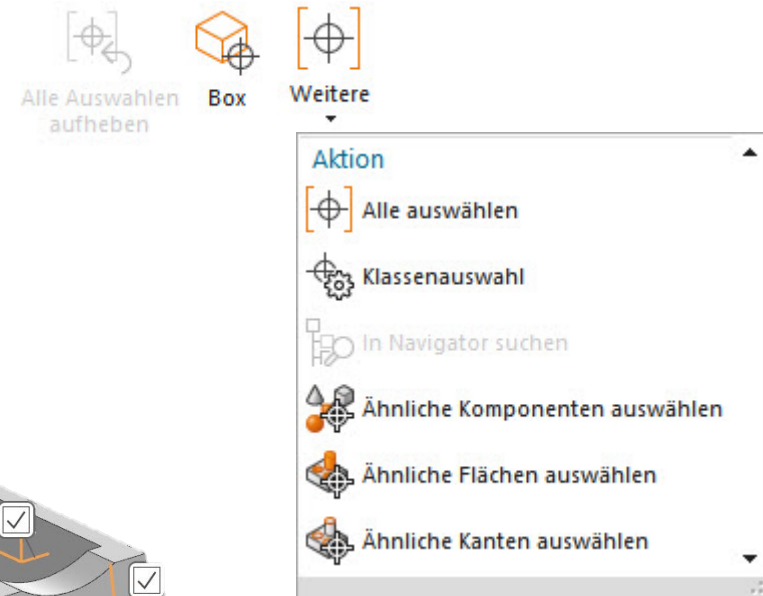 Alle Auswahlen
aufheben
Box
Weitere
Aktion
Alle auswählen
Klassenauswahl
In Navigator suchen
Ähnliche Komponenten auswählen
Ähnliche Flächen auswählen
Ähnliche Kanten auswählen